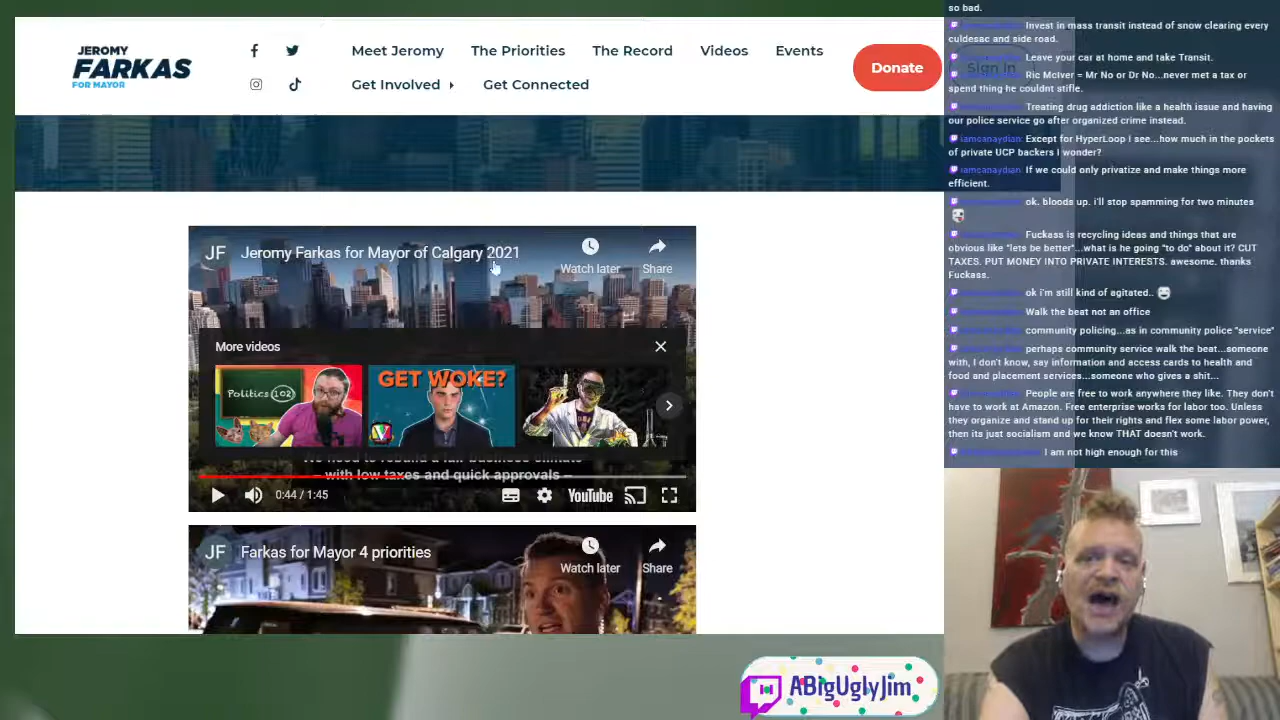 JEROMY
FARKAS
FOR MAYOR
Meet Jeromy
The Priorities
The Record
Videos
Events
Get Involved
Get Connected
Donate
Sign In
JF
Jeromy Farkas for Mayor of Calgary 2021
Watch later
Share
More videos
Politics 102
GET WOKE?
We need to rebuild a fair business climate
– with low taxes and quick approvals –
0:44 / 1:45
YouTube
JF
Farkas for Mayor 4 priorities
Watch later
Share
so bad.
Invest in mass transit instead of snow clearing every
culdesac and side road.
Leave your car at home and take Transit.
Ric McIver = Mr No or Dr No...never met a tax or
spend thing he couldnt stifle.
Treating drug addiction like a health issue and having
our police service go after organized crime instead.
iamcanaydian: Except for HyperLoop I see...how much in the pockets
of private UCP backers I wonder?
iamcanaydian: If we could only privatize and make things more
efficient.
ok. bloods up. i'll stop spamming for two minutes
Fuckass is recycling ideas and things that are
obvious like "lets be better"...what is he going "to do" about it? CUT
TAXES. PUT MONEY INTO PRIVATE INTERESTS. awesome. thanks
Fuckass.
ok i'm still kind of agitated..
Walk the beat not an office
community policing...as in community police "service"
perhaps community service walk the beat...someone
with, I don't know, say information and access cards to health and
food and placement services...someone who gives a shit...
People are free to work anywhere they like. They don't
have to work at Amazon. Free enterprise works for labor too. Unless
they organize and stand up for their rights and flex some labor power,
then its just socialism and we know THAT doesn't work.
I am not high enough for this
ABigUglyJim